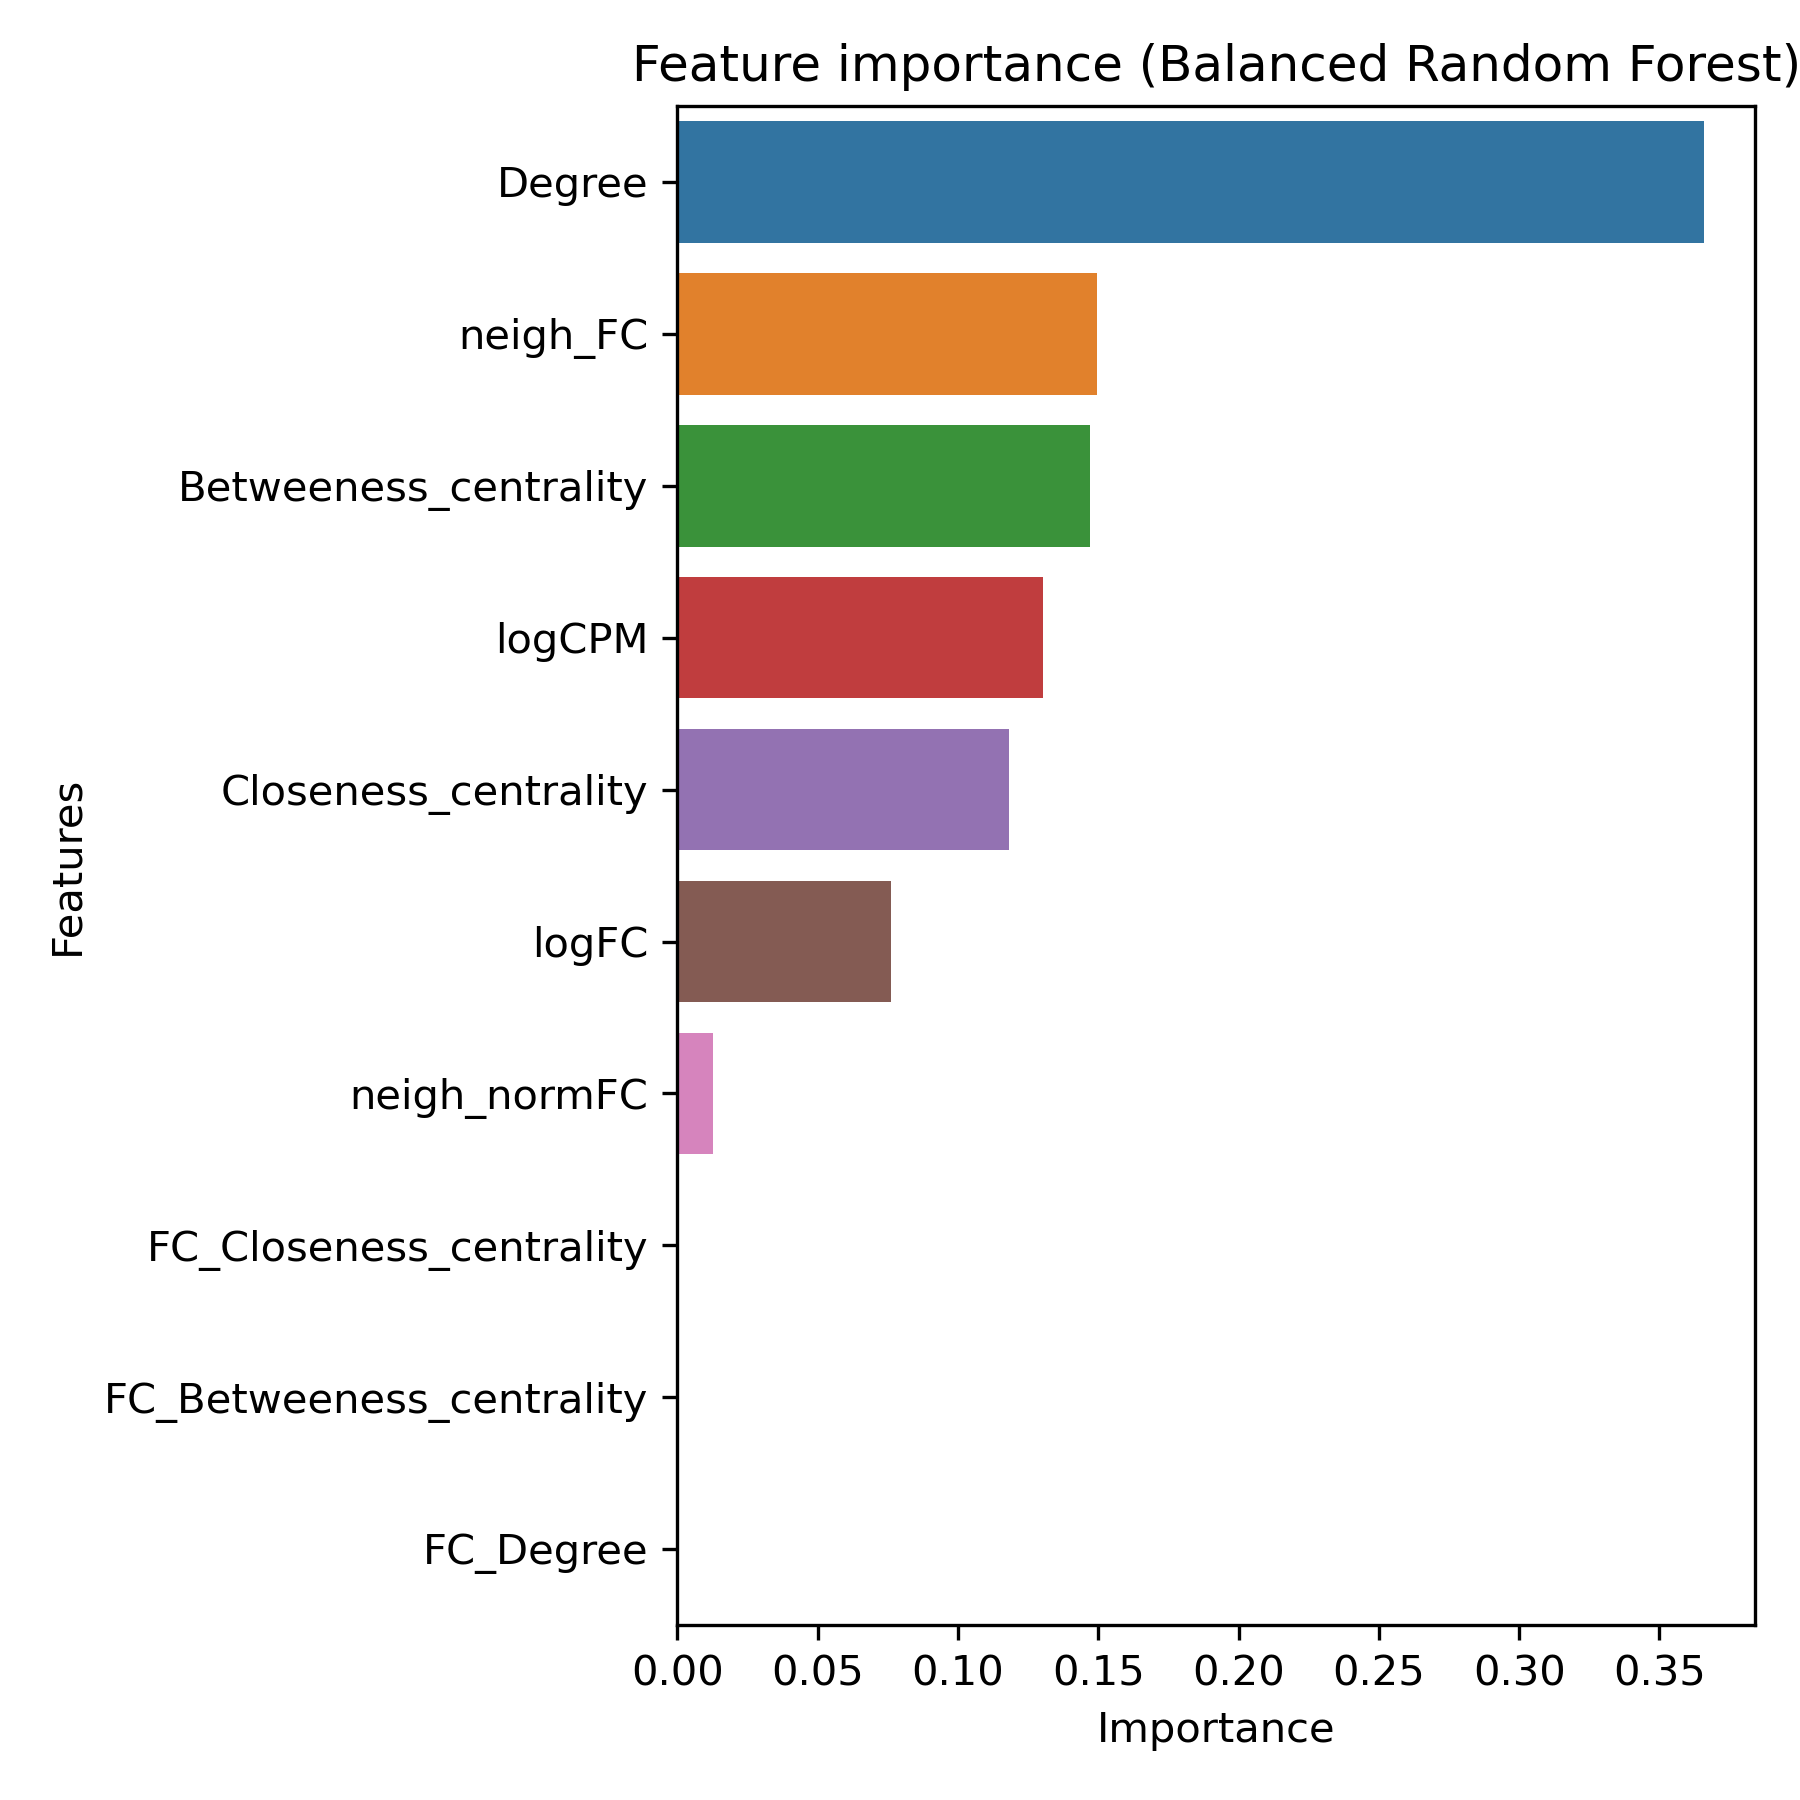 Feature importance (Balanced Random Forest)
Degree
neigh_FC
Betweeness_centrality
logCPM
Closeness_centrality
logFC
neigh_normFC
FC_Closeness_centrality
FC_Betweeness_centrality
FC_Degree
Features
0.00 0.05 0.10 0.15 0.20 0.25 0.30 0.35
Importance